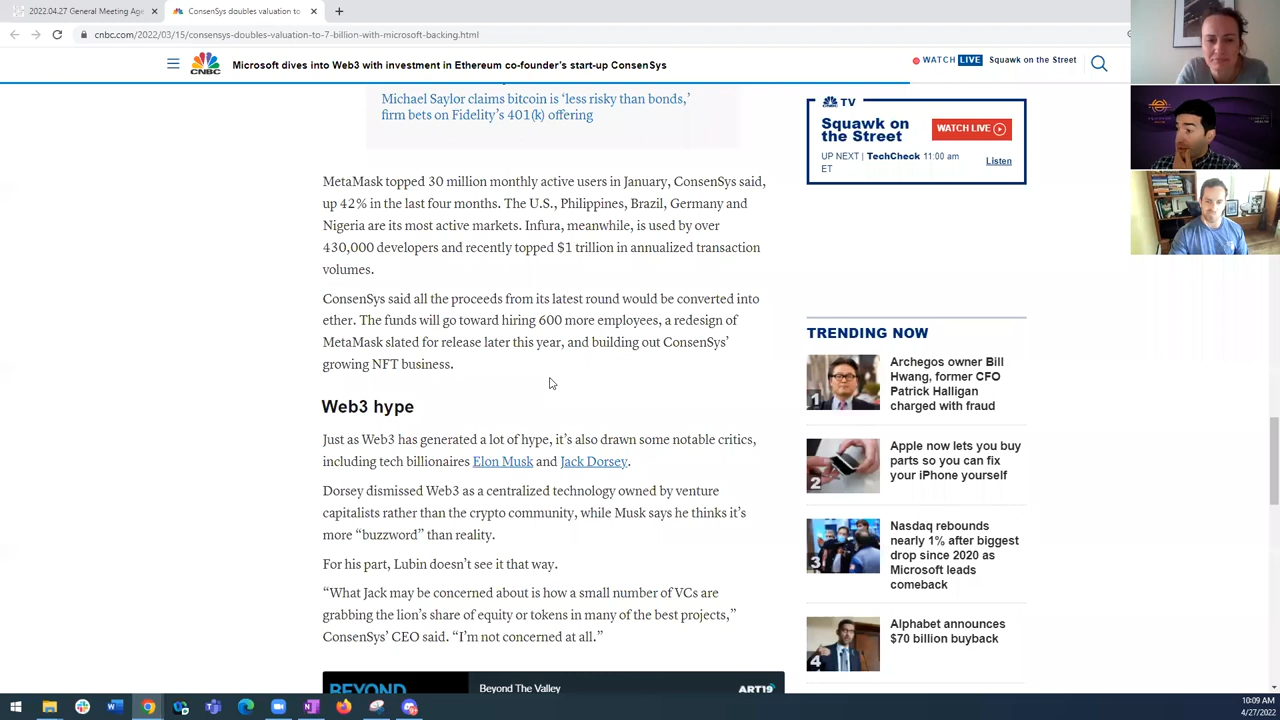 2022.04.27 General Meeting Age
ConsenSys doubles valuation to
cnbc.com/2022/03/15/consensys-doubles-valuation-to-7-billion-with-microsoft-backing.html
CNBC
Microsoft dives into Web3 with investment in Ethereum co-founder's start-up ConsenSys
WATCH LIVE
Squawk on the Street
Michael Saylor claims bitcoin is ‘less risky than bonds,’
firm bets on Fidelity’s 401(k) offering
MetaMask topped 30 million monthly active users in January, ConsenSys said,
up 42% in the last four months. The U.S., Philippines, Brazil, Germany and
Nigeria are its most active markets. Infura, meanwhile, is used by over
430,000 developers and recently topped $1 trillion in annualized transaction
volumes.
ConsenSys said all the proceeds from its latest round would be converted into
ether. The funds will go toward hiring 600 more employees, a redesign of
MetaMask slated for release later this year, and building out ConsenSys’
growing NFT business.
Web3 hype
Just as Web3 has generated a lot of hype, it’s also drawn some notable critics,
including tech billionaires Elon Musk and Jack Dorsey.
Dorsey dismissed Web3 as a centralized technology owned by venture
capitalists rather than the crypto community, while Musk says he thinks it’s
more “buzzword” than reality.
For his part, Lubin doesn’t see it that way.
“What Jack may be concerned about is how a small number of VCs are
grabbing the lion’s share of equity or tokens in many of the best projects,”
ConsenSys’ CEO said. “I’m not concerned at all.”
BEYOND
Beyond The Valley
ART19
TV
Squawk on
the Street
WATCH LIVE
UP NEXT | TechCheck 11:00 am
ET
Listen
TRENDING NOW
1
Archegos owner Bill
Hwang, former CFO
Patrick Halligan
charged with fraud
2
Apple now lets you buy
parts so you can fix
your iPhone yourself
3
Nasdaq rebounds
nearly 1% after biggest
drop since 2020 as
Microsoft leads
comeback
4
Alphabet announces
$70 billion buyback
10:09 AM
4/27/2022